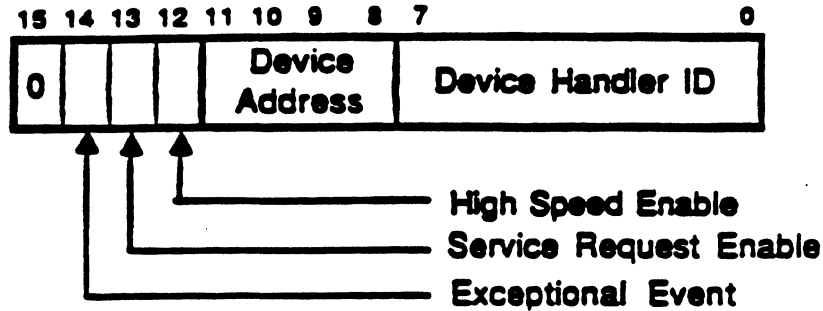 15 14 13 12 11 10 9 8 7 0
0
Device
Address
Device Handler ID
High Speed Enable
Service Request Enable
Exceptional Event